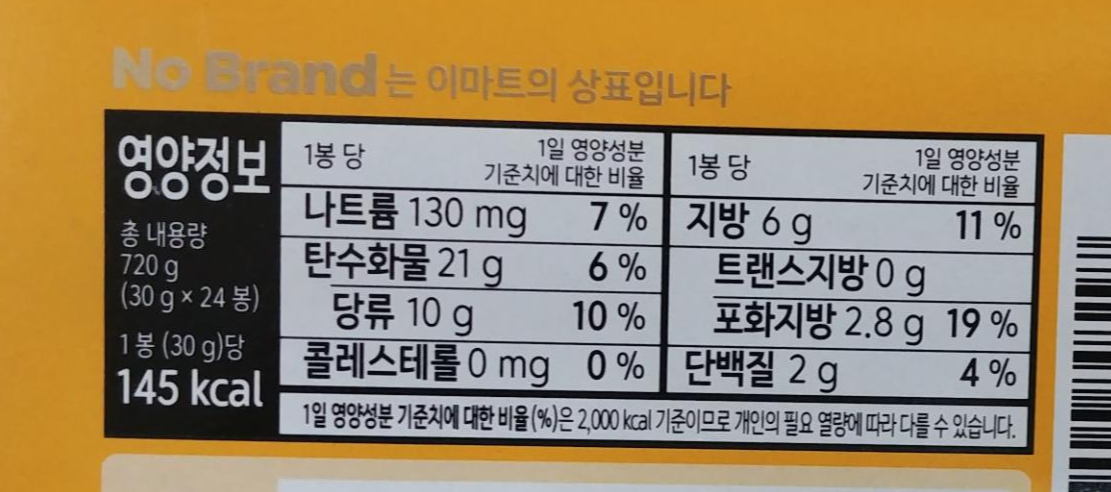 No Brand는 이마트의 상표입니다
영양정보
총 내용량
720 g
(30 g × 24 봉)
1 봉 (30 g)당
145 kcal
1봉 당 1일 영양성분
기준치에 대한 비율
나트륨 130 mg 7 %
탄수화물 21 g 6 %
당류 10 g 10 %
콜레스테롤 0 mg 0 %
1봉 당 1일 영양성분
기준치에 대한 비율
지방 6 g 11 %
트랜스지방 0 g
포화지방 2.8 g 19 %
단백질 2 g 4 %
1일 영양성분 기준치에 대한 비율(%)은 2,000 kcal 기준이므로 개인의 필요 열량에 따라 다를 수 있습니다.